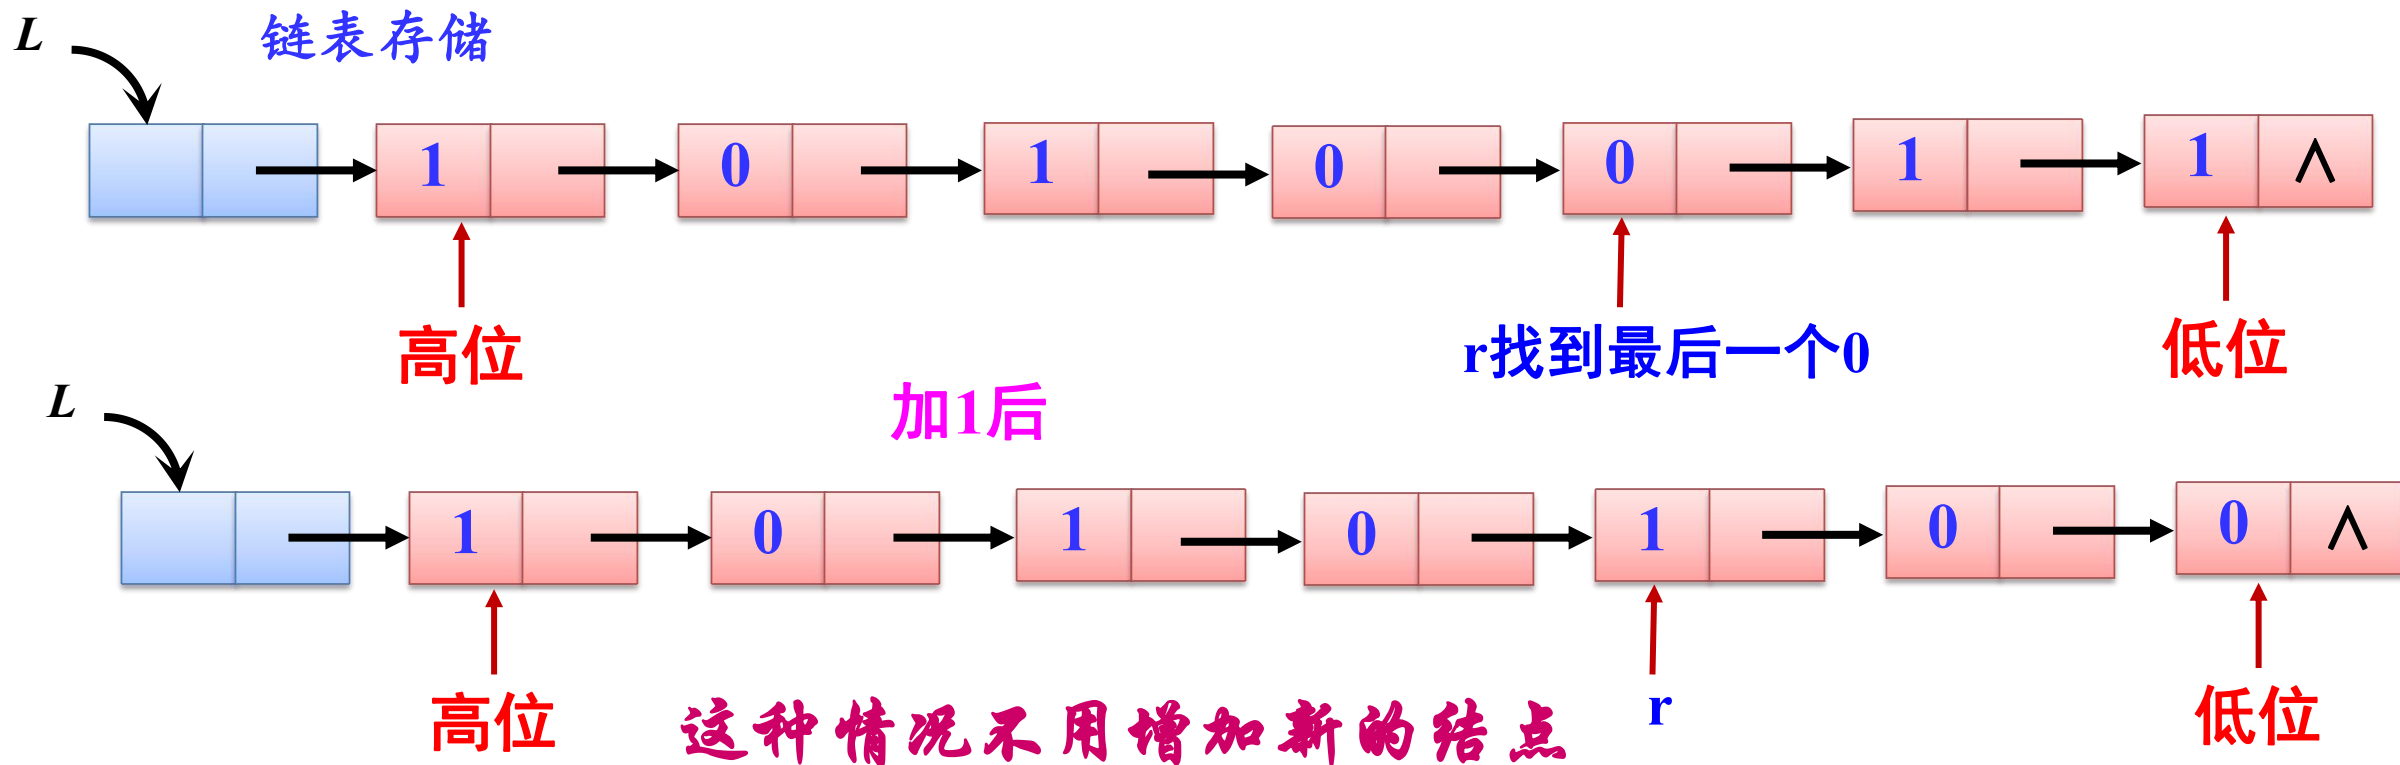 L 链表存储
1 0 1 0 0 1 1 ∧
高位 r找到最后一个0 低位
加1后
L
1 0 1 0 1 0 0 ∧
高位 r 低位
这种情况不用增加新的结点